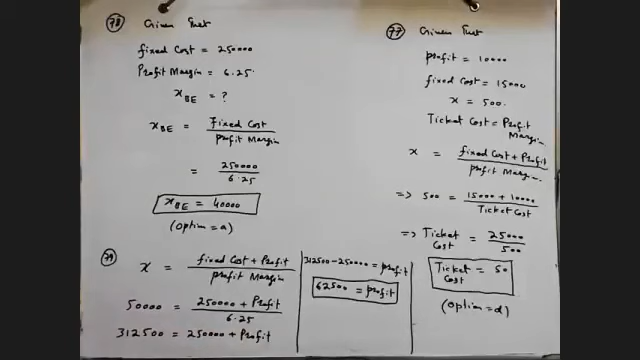 78 Given that
fixed Cost = 250000
Profit Margin = 6.25
x BE = ?
x BE = fixed Cost / profit Margin
= 250000 / 6.25
x BE = 40000
(option = a)
79
x = fixed Cost + Profit / profit Margin
50000 = 250000 + Profit / 6.25
312500 = 250000 + Profit
312500 - 250000 = profit
62500 = profit
77 Given that
profit = 10000
fixed Cost = 15000
x = 500.
Ticket Cost = Profit Margin
x = fixed Cost + Profit / profit Margin.
=> 500 = 15000 + 10000 / Ticket Cost
=> Ticket Cost = 25000 / 500
Ticket Cost = 50
(option = d)